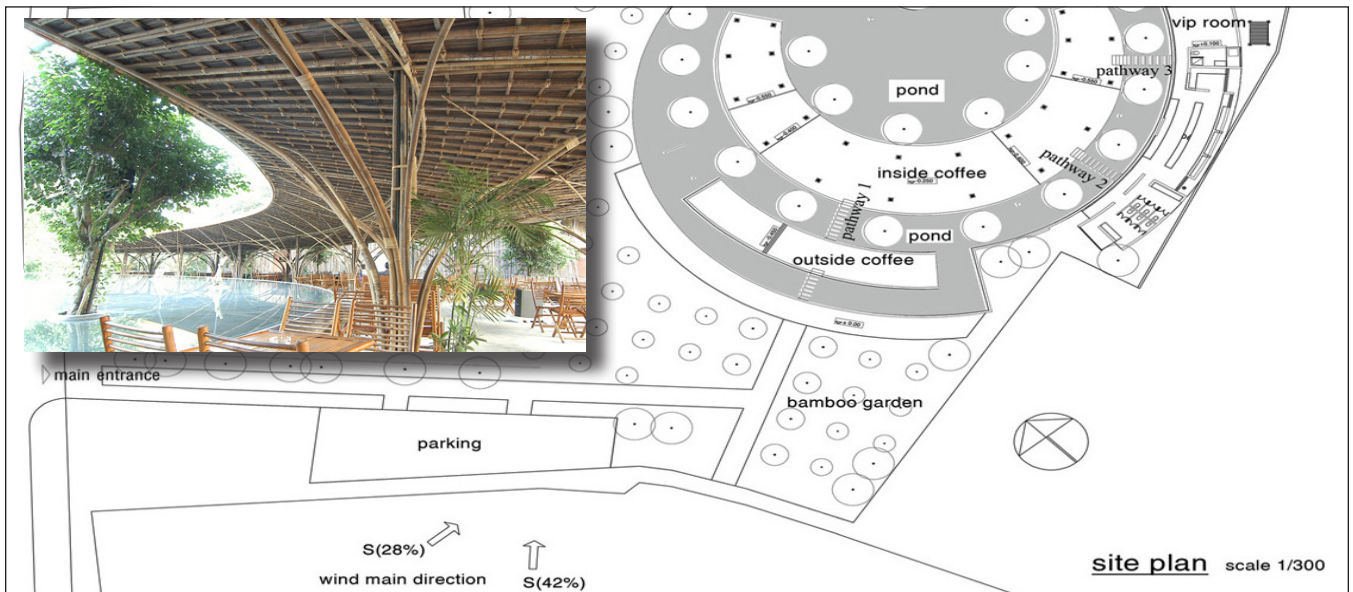 vip room
pathway 3
pond
pathway 2
inside coffee
pathway 1
pond
outside coffee
main entrance
bamboo garden
parking
S(28%)
wind main direction
S(42%)
site plan scale 1/300